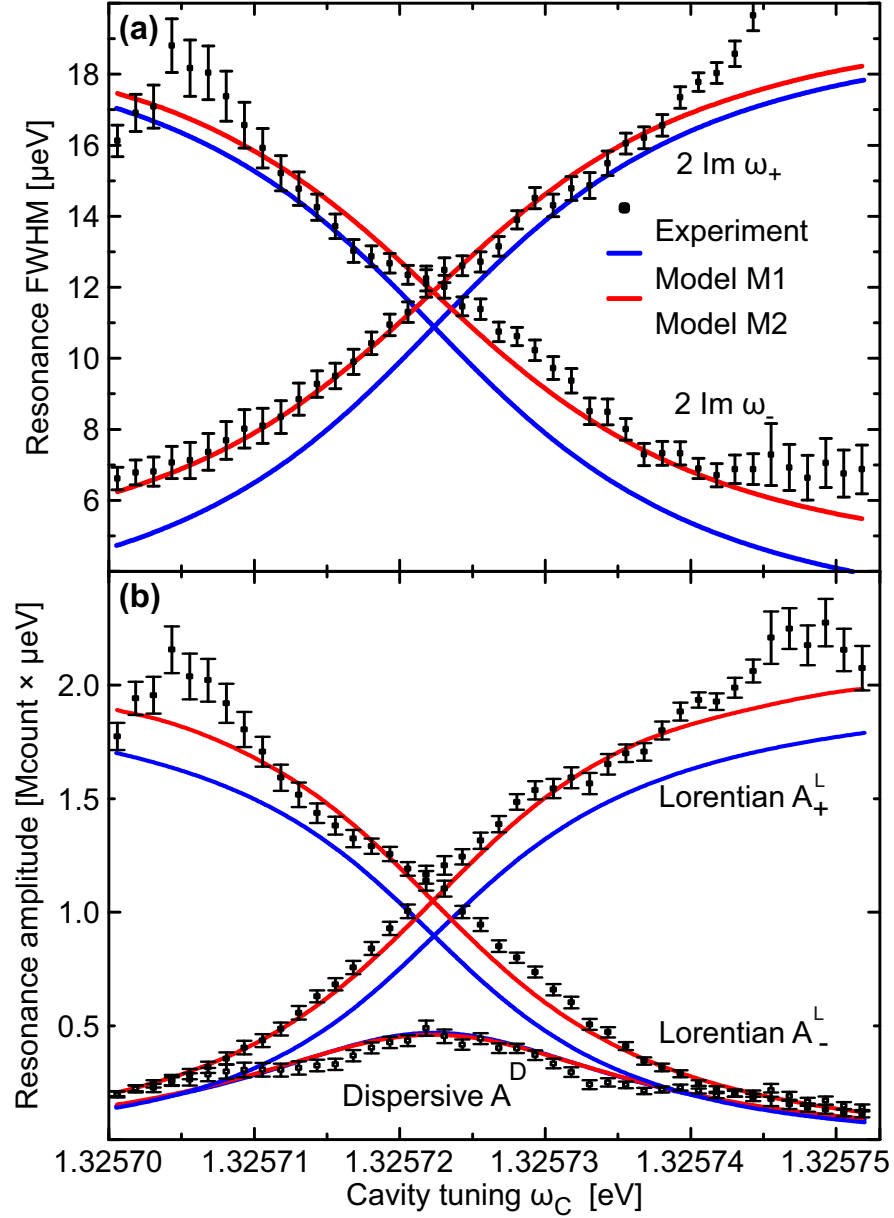 (a)
18
16
14
12
10
8
6
Resonance FWHM [µeV]
2 Im ω₊
Experiment
Model M1
Model M2
2 Im ω₋
(b)
2.0
1.5
1.0
0.5
Resonance amplitude [Mcount × µeV]
Lorentian A₊ᴸ
Lorentian A₋ᴸ
Dispersive Aᴰ
1.32570 1.32571 1.32572 1.32573 1.32574 1.32575
Cavity tuning ω_C [eV]